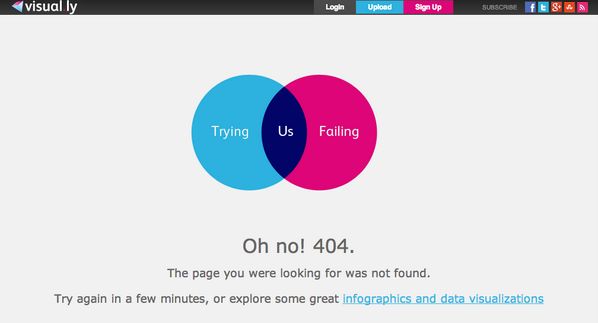 visual.ly Login Upload Sign Up SUBSCRIBE
Trying Us Failing
Oh no! 404.
The page you were looking for was not found.
Try again in a few minutes, or explore some great infographics and data visualizations